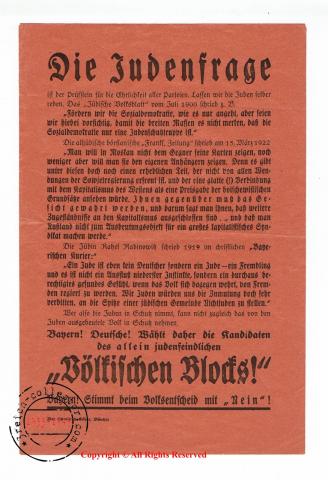 Die Judenfrage
ist der Prüfstein für die Ehrlichkeit aller Parteien. Lassen wir die Juden selber
reden. Das „Jüdische Volksblatt“ vom Juli 1900 schrieb z. B.
„Fördern wir die Sozialdemokratie, wie es nur angeht, aber seien
wir hiebei vorsichtig, damit die breiten Massen es nicht merken, daß die
Sozialdemokratie nur eine Judenschutztruppe ist.“
Die alljüdische börsianische „Frankf. Zeitung“ schrieb am 15. März 1922
„Man will in Moskau nicht dem Gegner seine Karten zeigen, noch
weniger aber will man sie den eigenen Anhängern zeigen. Denn es gibt
unter diesen doch noch einen erheblichen Teil, der nicht von allen Wen-
dungen der Sowjetregierung erfreut ist, und der eine glatte (!) Verbindung
mit dem Kapitalismus des Westens als eine Preisgabe der bolschewistischen
Grundsätze ansehen würde. Ihnen gegenüber muß das Ge-
sicht gewahrt werden, und darum sagt man ihnen, daß weitere
Zugeständnisse an den Kapitalismus ausgeschlossen sind . . . und daß man
Rußland nicht zum Ausbeutungsobjekt für ein großes kapitalistisches Syn-
dikat machen werde.“
Die Jüdin Rahel Rabinowitz schrieb 1919 im christlichen „Baye-
rischen Kurier:“
„Ein Jude ist eben kein Deutscher sondern ein Jude — ein Fremdling
und es ist nicht ein Ausfluß niederster Instinkte, sondern ein durchaus be-
rechtigtes gesundes Gefühl, wenn das Volk sich dagegen wehrt, von Frem-
den regiert zu werden. Wir Juden würden uns die Zumutung doch sehr
verbitten, an die Spitze einer jüdischen Gemeinde Nichtjuden zu stellen.“
Wer also die Juden in Schutz nimmt, kann nicht zugleich das von den
Juden ausgebeutete Volk in Schutz nehmen.
Bayern! Deutsche! Wählt daher die Kandidaten
des allein judenfeindlichen
„Völkischen Blocks!“
Bayern! Stimmt beim Volksentscheid mit „Nein“!
München
Copyright © All Rights Reserved